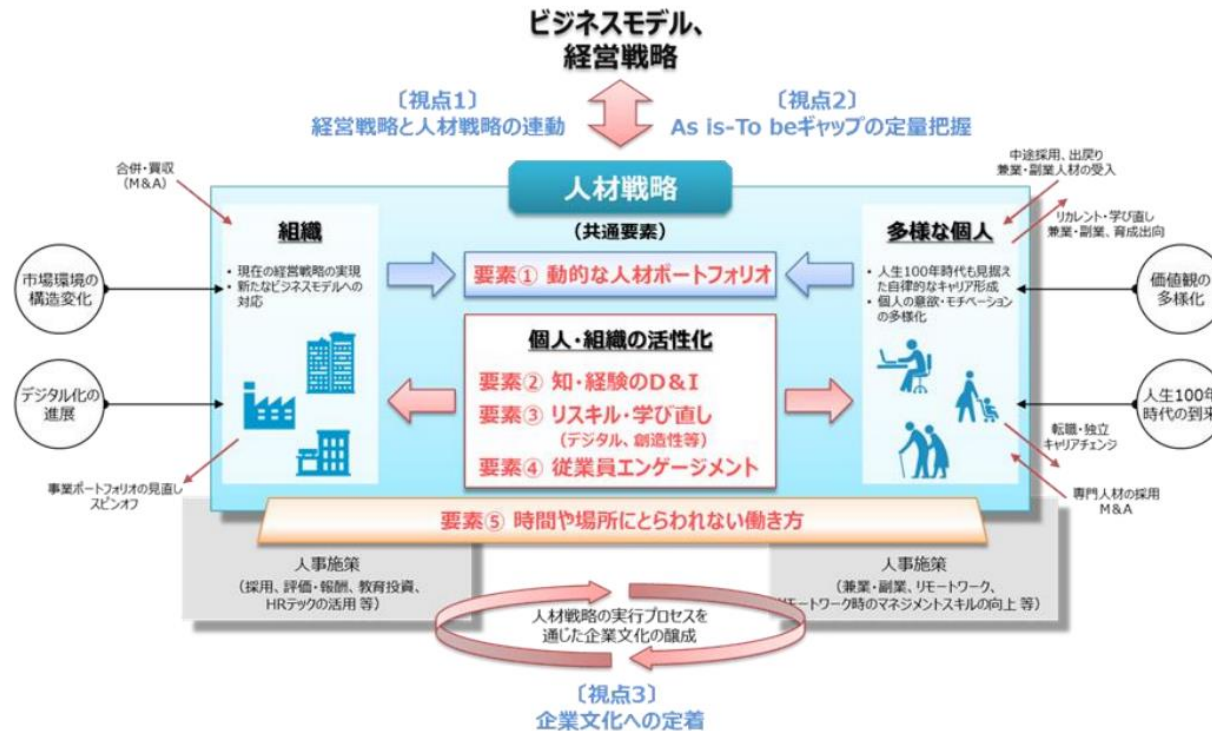 ビジネスモデル、
経営戦略
〔視点1〕
経営戦略と人材戦略の連動
〔視点2〕
As is-To beギャップの定量把握
合併・買収
(M&A)
中途採用、出戻り
兼業・副業人材の受入
リカレント・学び直し
兼業・副業、育成出向
人材戦略
(共通要素)
組織
• 現在の経営戦略の実現
• 新たなビジネスモデルへの
対応
要素① 動的な人材ポートフォリオ
多様な個人
• 人生100年時代も見据え
た自律的なキャリア形成
• 個人の意欲・モチベーション
の多様化
市場環境の
構造変化
デジタル化の
進展
価値観の
多様化
人生100年
時代の到来
個人・組織の活性化
要素② 知・経験のD&I
要素③ リスキル・学び直し
(デジタル、創造性等)
要素④ 従業員エンゲージメント
事業ポートフォリオの見直し
スピンオフ
転職・独立
キャリアチェンジ
専門人材の採用
M&A
要素⑤ 時間や場所にとらわれない働き方
人事施策
(採用、評価・報酬、教育投資、
HRテックの活用 等)
人事施策
(兼業・副業、リモートワーク、
リモートワーク時のマネジメントスキルの向上 等)
人材戦略の実行プロセスを
通じた企業文化の醸成
〔視点3〕
企業文化への定着